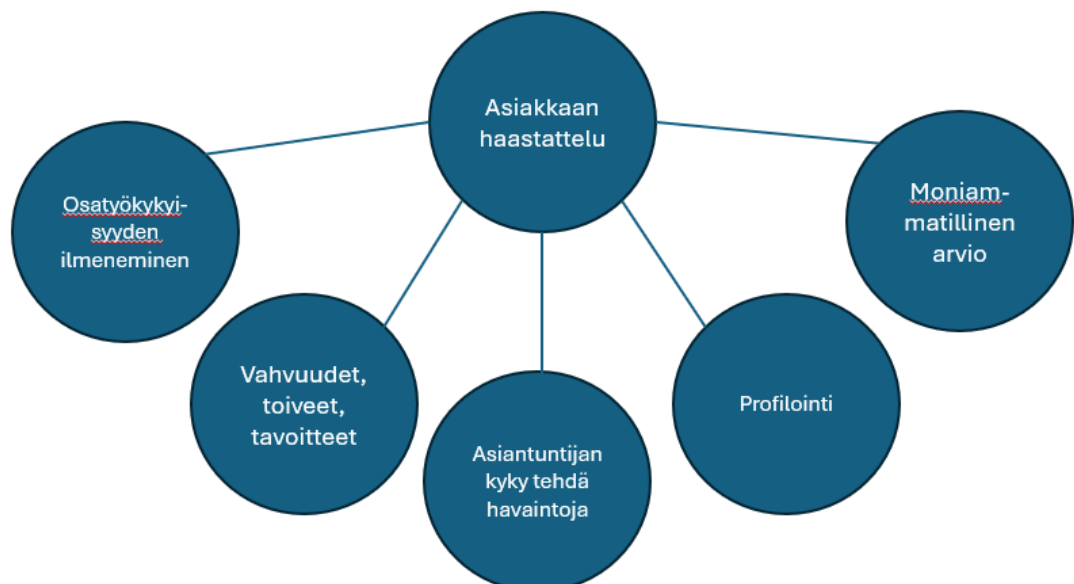 Asiakkaan
haastattelu
Osatyökykyi-
syyden
ilmeneminen
Vahvuudet,
toiveet,
tavoitteet
Asiantuntijan
kyky tehdä
havaintoja
Profilointi
Moniam-
matillinen
arvio